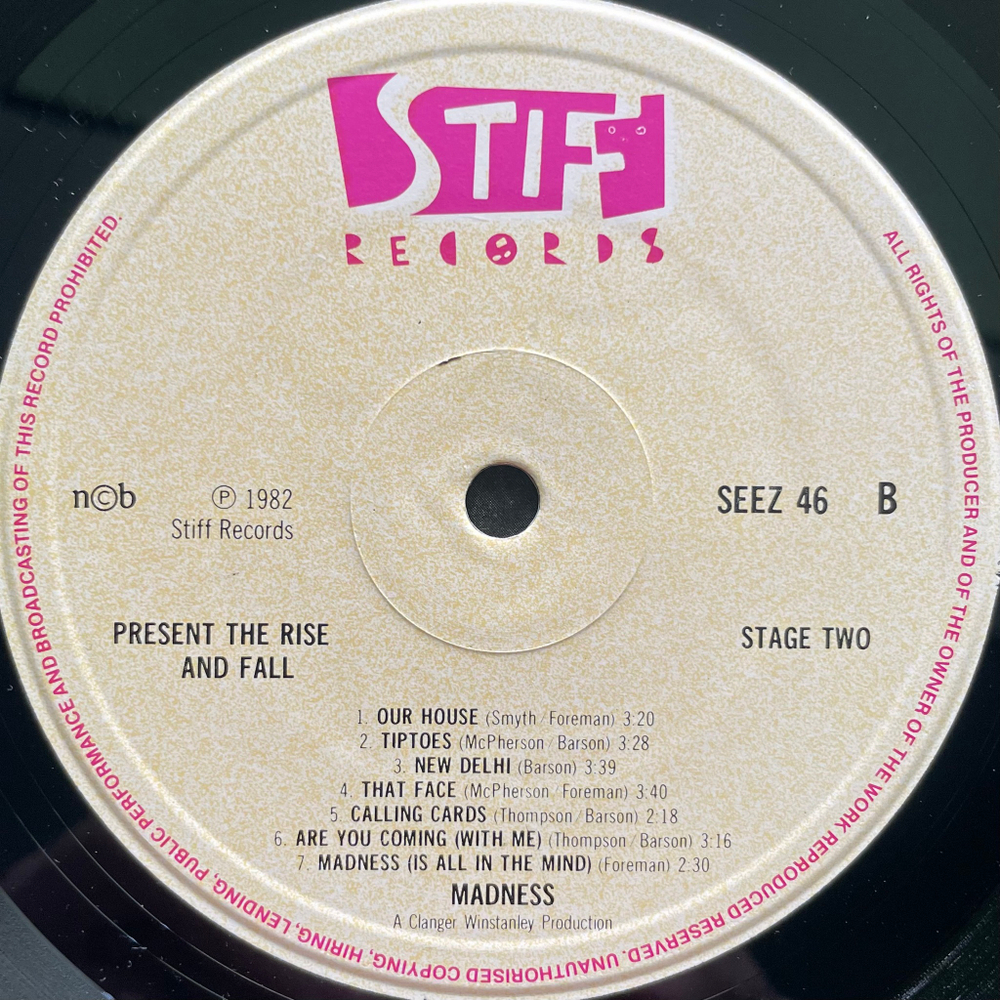 STIFF
RECORDS
ALL RIGHTS OF THE PRODUCER AND OF THE OWNER OF THE WORK REPRODUCED RESERVED. UNAUTHORISED COPYING, HIRING, LENDING, PUBLIC PERFORMANCE AND BROADCASTING OF THIS RECORD PROHIBITED.
n©b
℗ 1982
Stiff Records
SEEZ 46 B
PRESENT THE RISE
AND FALL
STAGE TWO
1. OUR HOUSE (Smyth/Foreman) 3:20
2. TIPTOES (McPherson/Barson) 3:28
3. NEW DELHI (Barson) 3:39
4. THAT FACE (McPherson/Foreman) 3:40
5. CALLING CARDS (Thompson/Barson) 2:18
6. ARE YOU COMING (WITH ME) (Thompson/Barson) 3:16
7. MADNESS (IS ALL IN THE MIND) (Foreman) 2:30
MADNESS
A Clanger Winstanley Production